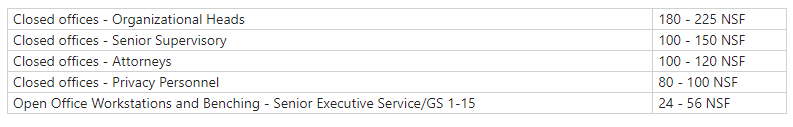 Closed offices - Organizational Heads 180 - 225 NSF
Closed offices - Senior Supervisory 100 - 150 NSF
Closed offices - Attorneys 100 - 120 NSF
Closed offices - Privacy Personnel 80 - 100 NSF
Open Office Workstations and Benching - Senior Executive Service/GS 1-15 24 - 56 NSF